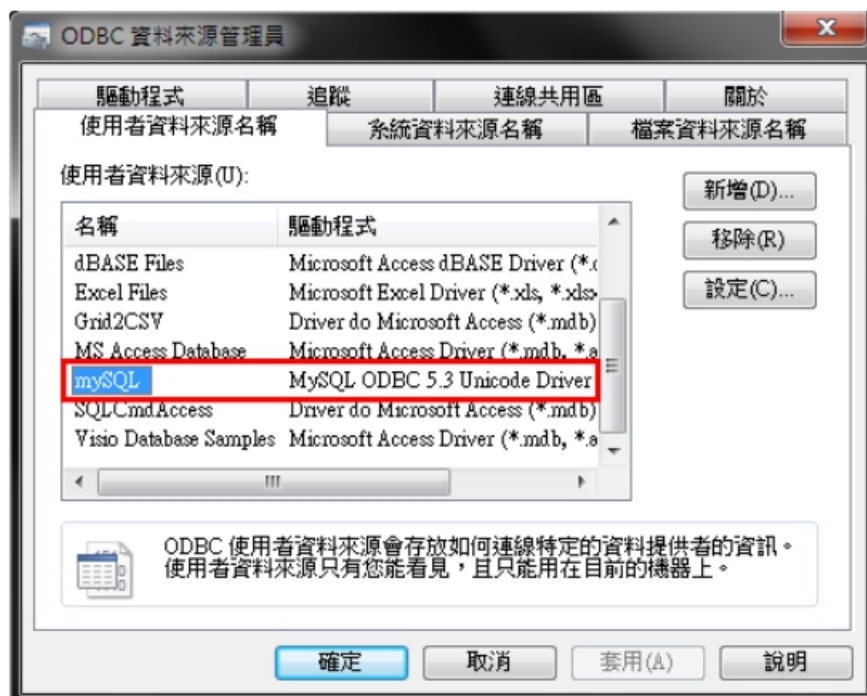 ODBC 資料來源管理員
驅動程式 追蹤 連線共用區 關於
使用者資料來源名稱 系統資料來源名稱 檔案資料來源名稱
使用者資料來源(U):
新增(D)...
移除(R)
設定(C)...
名稱 驅動程式
dBASE Files Microsoft Access dBASE Driver (*.
Excel Files Microsoft Excel Driver (*.xls, *.xls
Grid2CSV Driver do Microsoft Access (*.mdb)
MS Access Database Microsoft Access Driver (*.mdb, *.a
mySQL MySQL ODBC 5.3 Unicode Driver
SQLCmdAccess Driver do Microsoft Access (*.mdb)
Visio Database Samples Microsoft Access Driver (*.mdb, *.a
ODBC 使用者資料來源會存放如何連線特定的資料提供者的資訊。
使用者資料來源只有您能看見，且只能用在目前的機器上。
確定 取消 套用(A) 說明